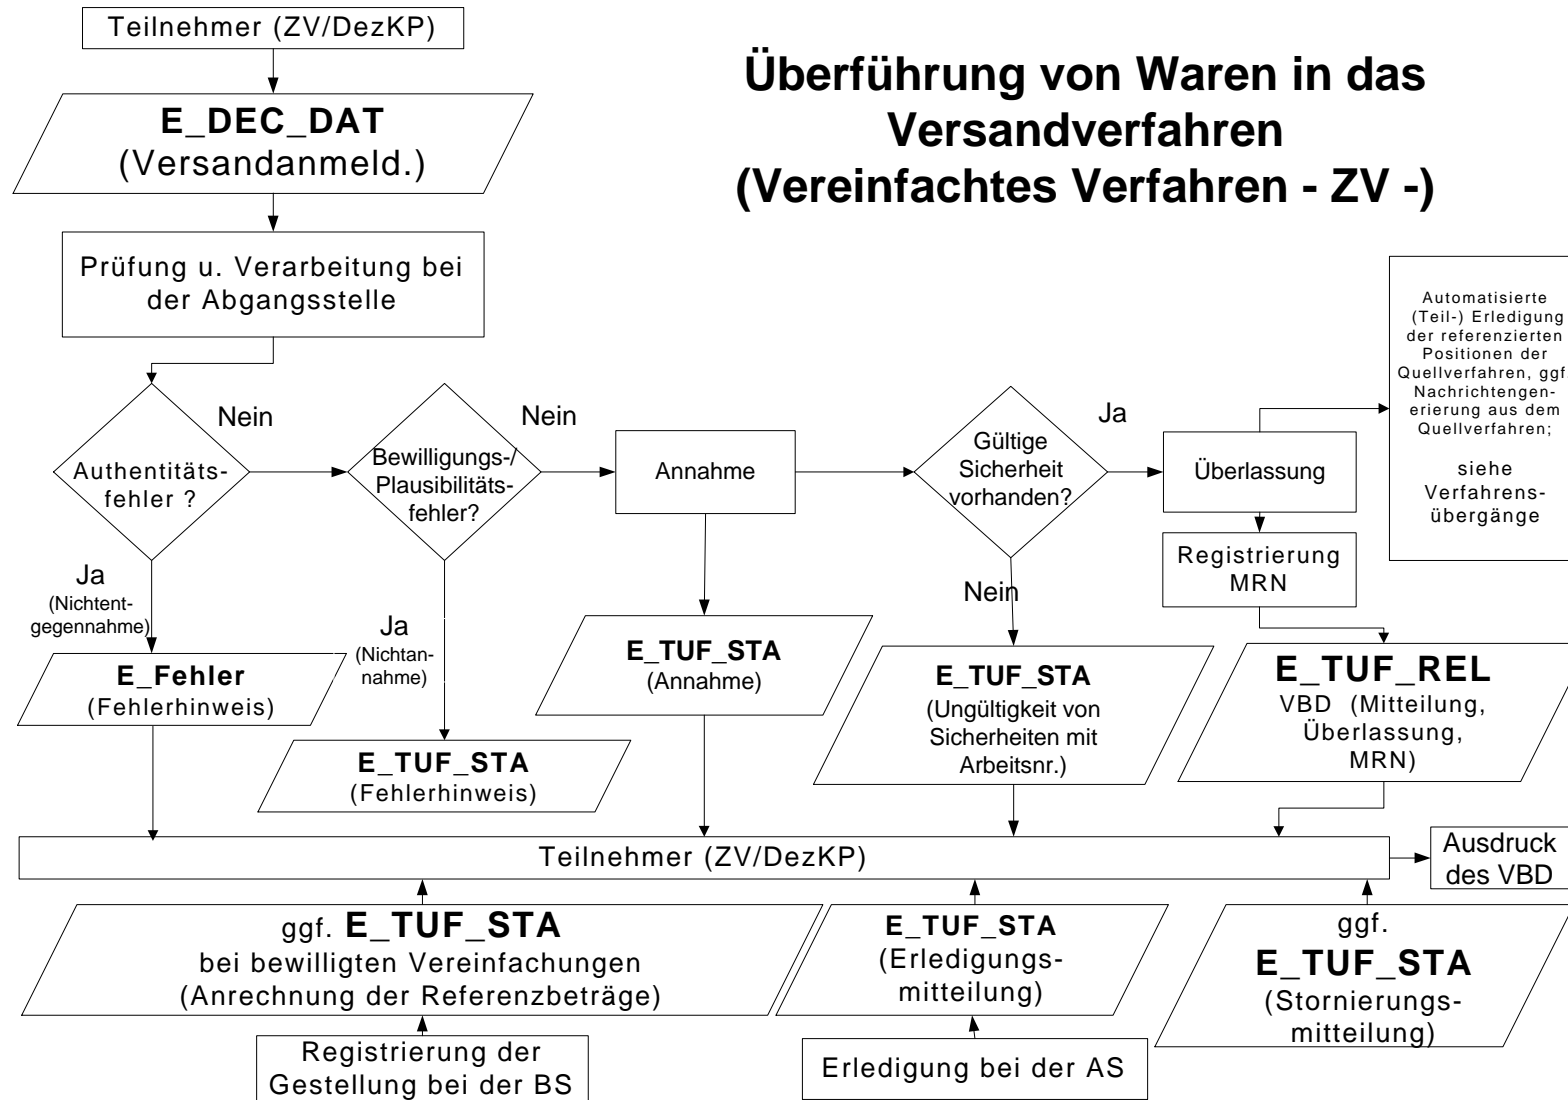 Teilnehmer (ZV/DezKP)
Überführung von Waren in das
Versandverfahren
(Vereinfachtes Verfahren - ZV -)
E_DEC_DAT
(Versandanmeld.)
Prüfung u. Verarbeitung bei
der Abgangsstelle
Authentitäts-
fehler ?
Nein
Bewilligungs-/
Plausibilitäts-
fehler?
Nein
Annahme
Gültige
Sicherheit
vorhanden?
Ja
Überlassung
Automatisierte
(Teil-) Erledigung
der referenzierten
Positionen der
Quellverfahren, ggf
Nachrichtengen-
erierung aus dem
Quellverfahren;
siehe
Verfahrens-
übergänge
Registrierung
MRN
Ja
(Nichtent-
gegennahme)
Ja
(Nichtan-
nahme)
Nein
E_Fehler
(Fehlerhinweis)
E_TUF_STA
(Fehlerhinweis)
E_TUF_STA
(Annahme)
E_TUF_STA
(Ungültigkeit von
Sicherheiten mit
Arbeitsnr.)
E_TUF_REL
VBD (Mitteilung,
Überlassung,
MRN)
Teilnehmer (ZV/DezKP)
Ausdruck
des VBD
ggf. E_TUF_STA
bei bewilligten Vereinfachungen
(Anrechnung der Referenzbeträge)
E_TUF_STA
(Erledigungs-
mitteilung)
ggf.
E_TUF_STA
(Stornierungs-
mitteilung)
Registrierung der
Gestellung bei der BS
Erledigung bei der AS